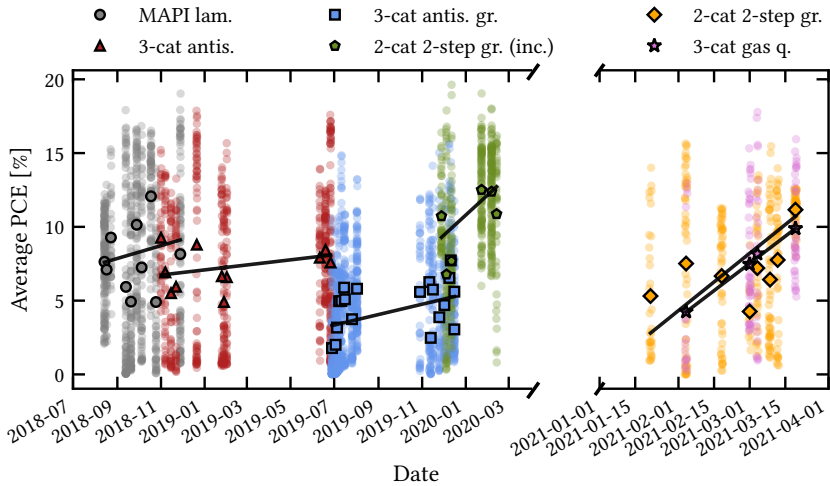 MAPI lam.
3-cat antis. gr.
2-cat 2-step gr.
3-cat antis.
2-cat 2-step gr. (inc.)
3-cat gas q.
Average PCE [%]
20
15
10
5
0
2018-07
2018-09
2018-11
2019-01
2019-03
2019-05
2019-07
2019-09
2019-11
2020-01
2020-03
2021-01-01
2021-01-15
2021-02-01
2021-02-15
2021-03-01
2021-03-15
2021-04-01
Date